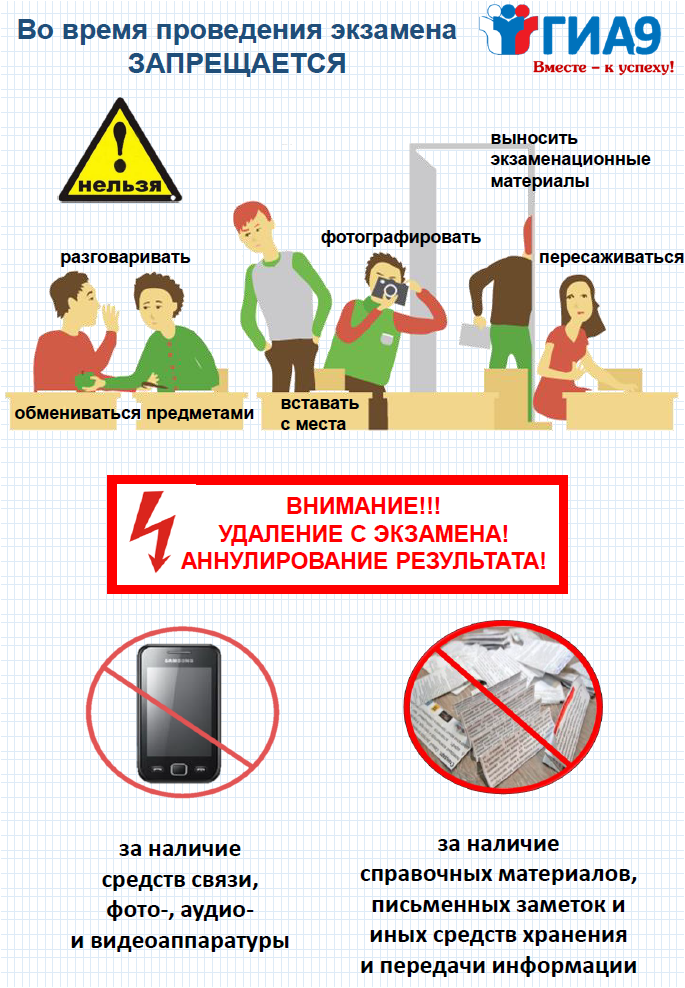 Во время проведения экзамена
ЗАПРЕЩАЕТСЯ
ГИА9
Вместе – к успеху!
нельзя
выносить
экзаменационные
материалы
разговаривать
фотографировать
пересаживаться
обмениваться предметами
вставать
с места
ВНИМАНИЕ!!!
УДАЛЕНИЕ С ЭКЗАМЕНА!
АННУЛИРОВАНИЕ РЕЗУЛЬТАТА!
SAMSUNG
за наличие
средств связи,
фото-, аудио-
и видеоаппаратуры
за наличие
справочных материалов,
письменных заметок и
иных средств хранения
и передачи информации